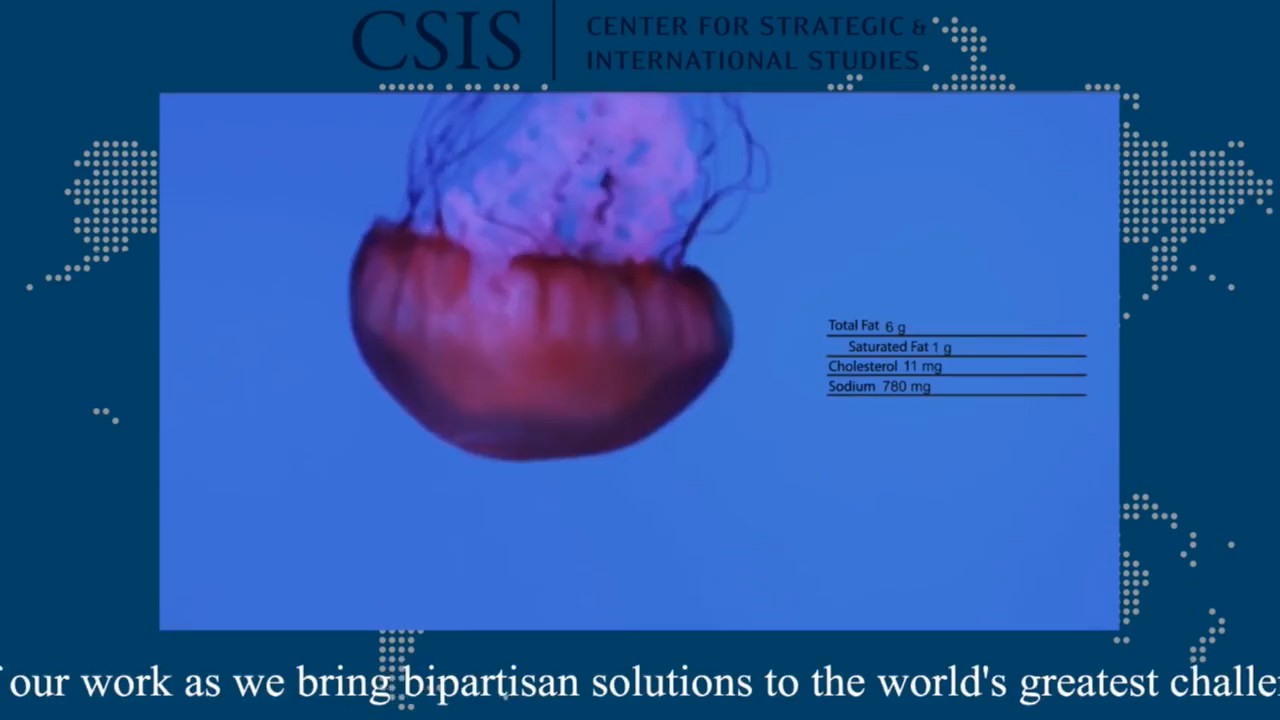 CSIS
CENTER FOR STRATEGIC &
INTERNATIONAL STUDIES
Total Fat 6 g
Saturated Fat 1 g
Cholesterol 11 mg
Sodium 780 mg
our work as we bring bipartisan solutions to the world's greatest